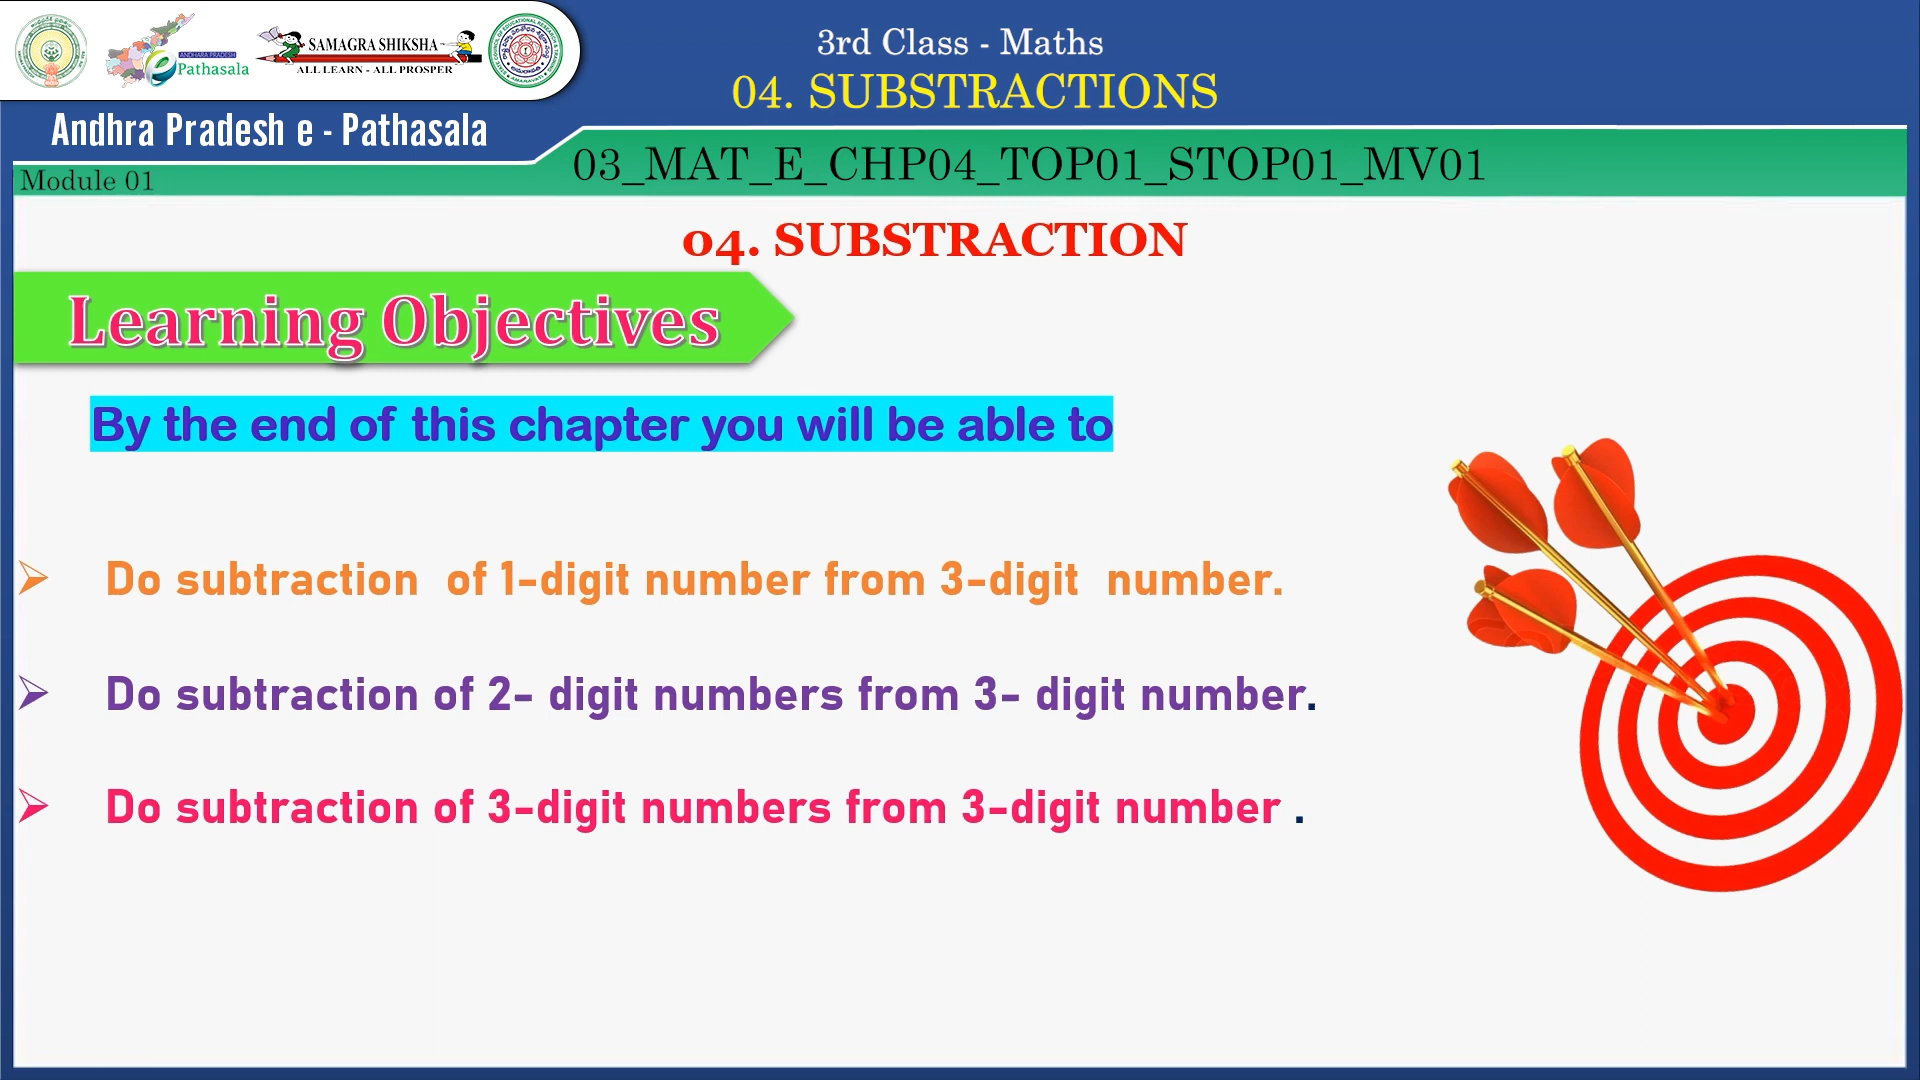 ANDHRA PRADESH
e Pathasala
SAMAGRA SHIKSHA
ALL LEARN - ALL PROSPER
Andhra Pradesh e - Pathasala
3rd Class - Maths
04. SUBSTRACTIONS
03_MAT_E_CHP04_TOP01_STOP01_MV01
Module 01
04. SUBSTRACTION
Learning Objectives
By the end of this chapter you will be able to
➢ Do subtraction of 1-digit number from 3-digit number.
➢ Do subtraction of 2- digit numbers from 3- digit number.
➢ Do subtraction of 3-digit numbers from 3-digit number .